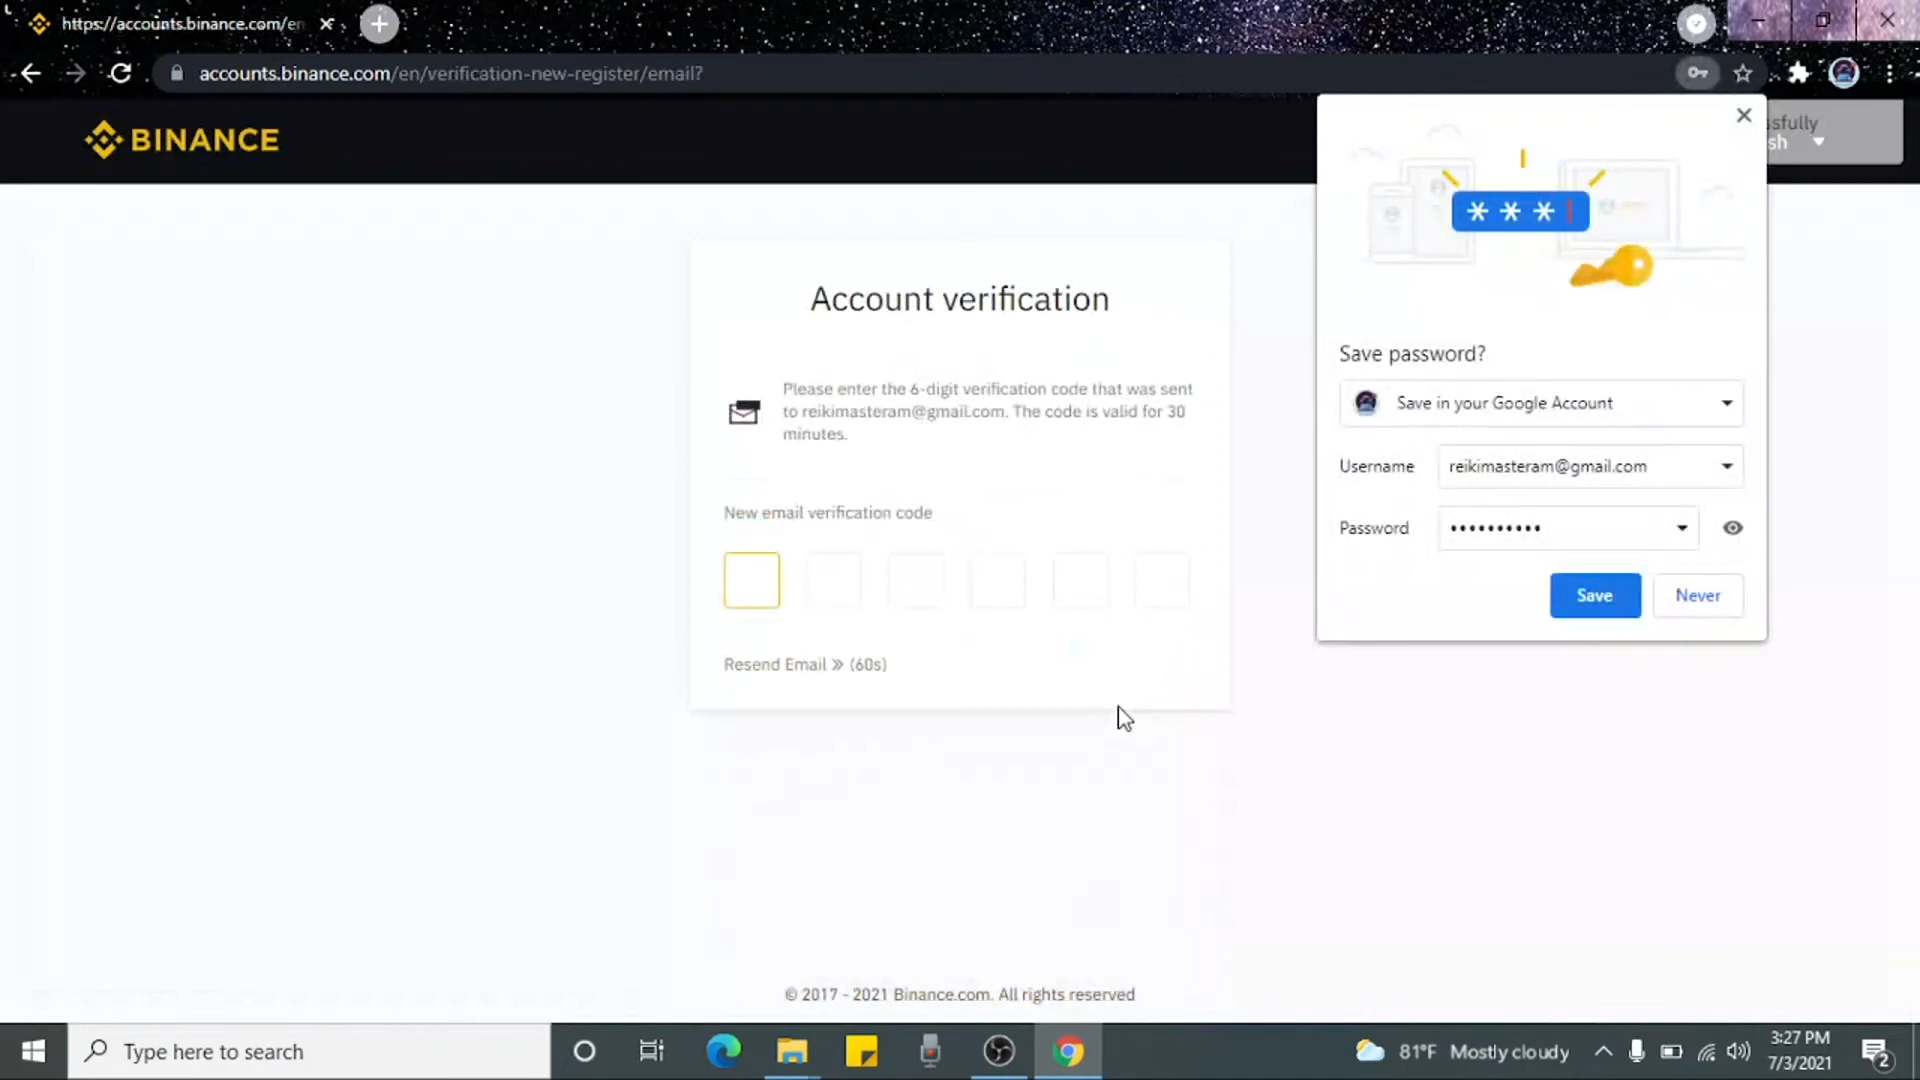 https://accounts.binance.com/en
accounts.binance.com/en/verification-new-register/email?
BINANCE
ssfully
sh
Account verification
Please enter the 6-digit verification code that was sent
to reikimasteram@gmail.com. The code is valid for 30
minutes.
New email verification code
Resend Email » (60s)
* * *
Save password?
Save in your Google Account
Username
reikimasteram@gmail.com
Password
••••••••••
Save
Never
© 2017 - 2021 Binance.com. All rights reserved
Type here to search
81°F Mostly cloudy
3:27 PM
7/3/2021
2